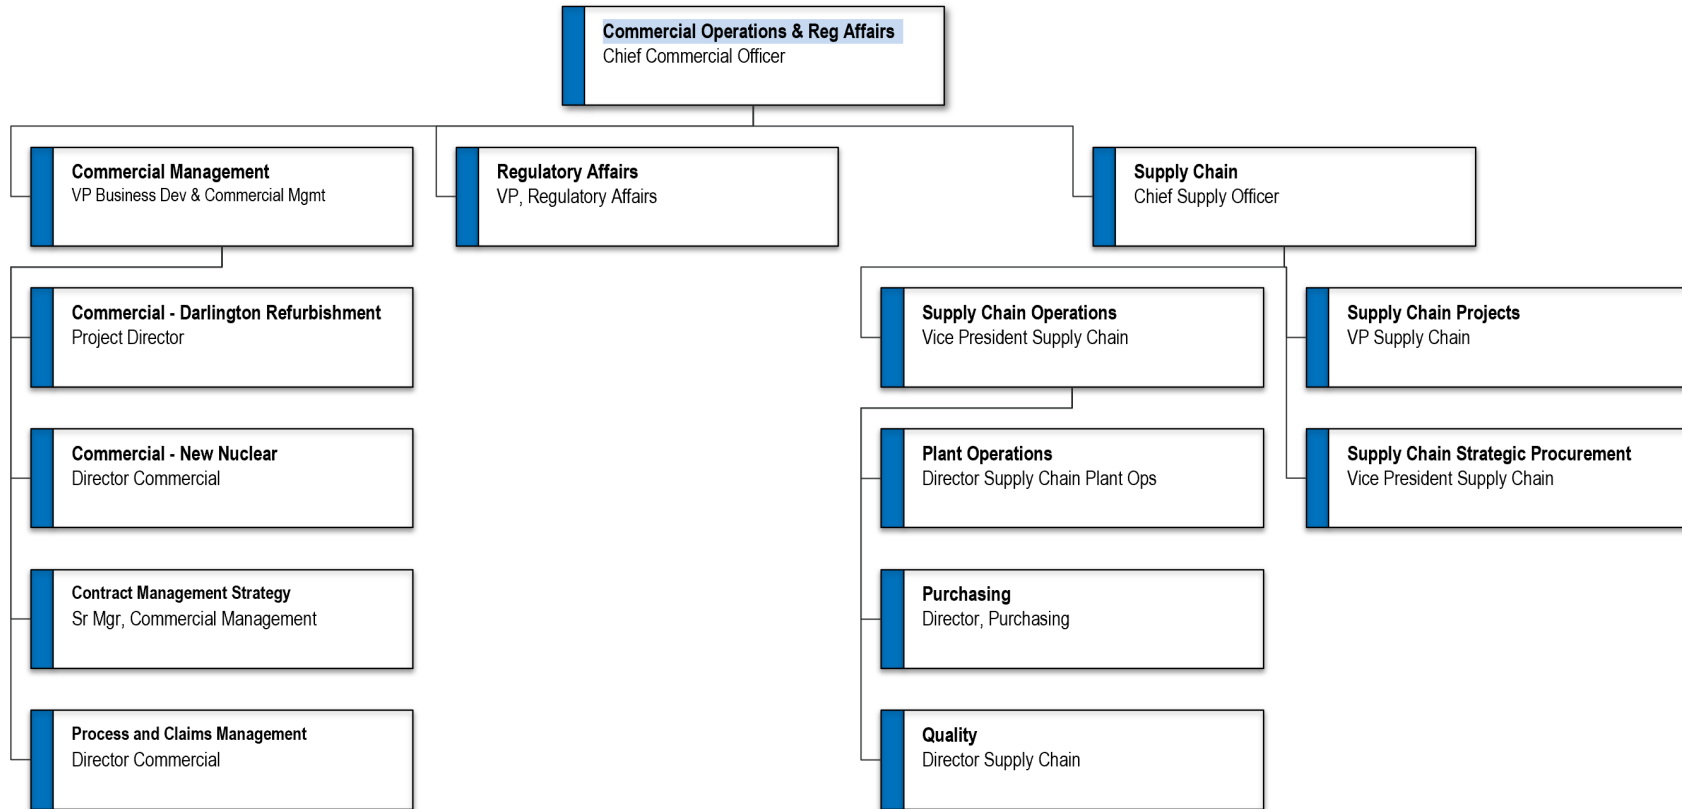 Commercial Operations & Reg Affairs
Chief Commercial Officer
Commercial Management
VP Business Dev & Commercial Mgmt
Regulatory Affairs
VP, Regulatory Affairs
Supply Chain
Chief Supply Officer
Commercial - Darlington Refurbishment
Project Director
Supply Chain Operations
Vice President Supply Chain
Supply Chain Projects
VP Supply Chain
Commercial - New Nuclear
Director Commercial
Plant Operations
Director Supply Chain Plant Ops
Supply Chain Strategic Procurement
Vice President Supply Chain
Contract Management Strategy
Sr Mgr, Commercial Management
Purchasing
Director, Purchasing
Process and Claims Management
Director Commercial
Quality
Director Supply Chain